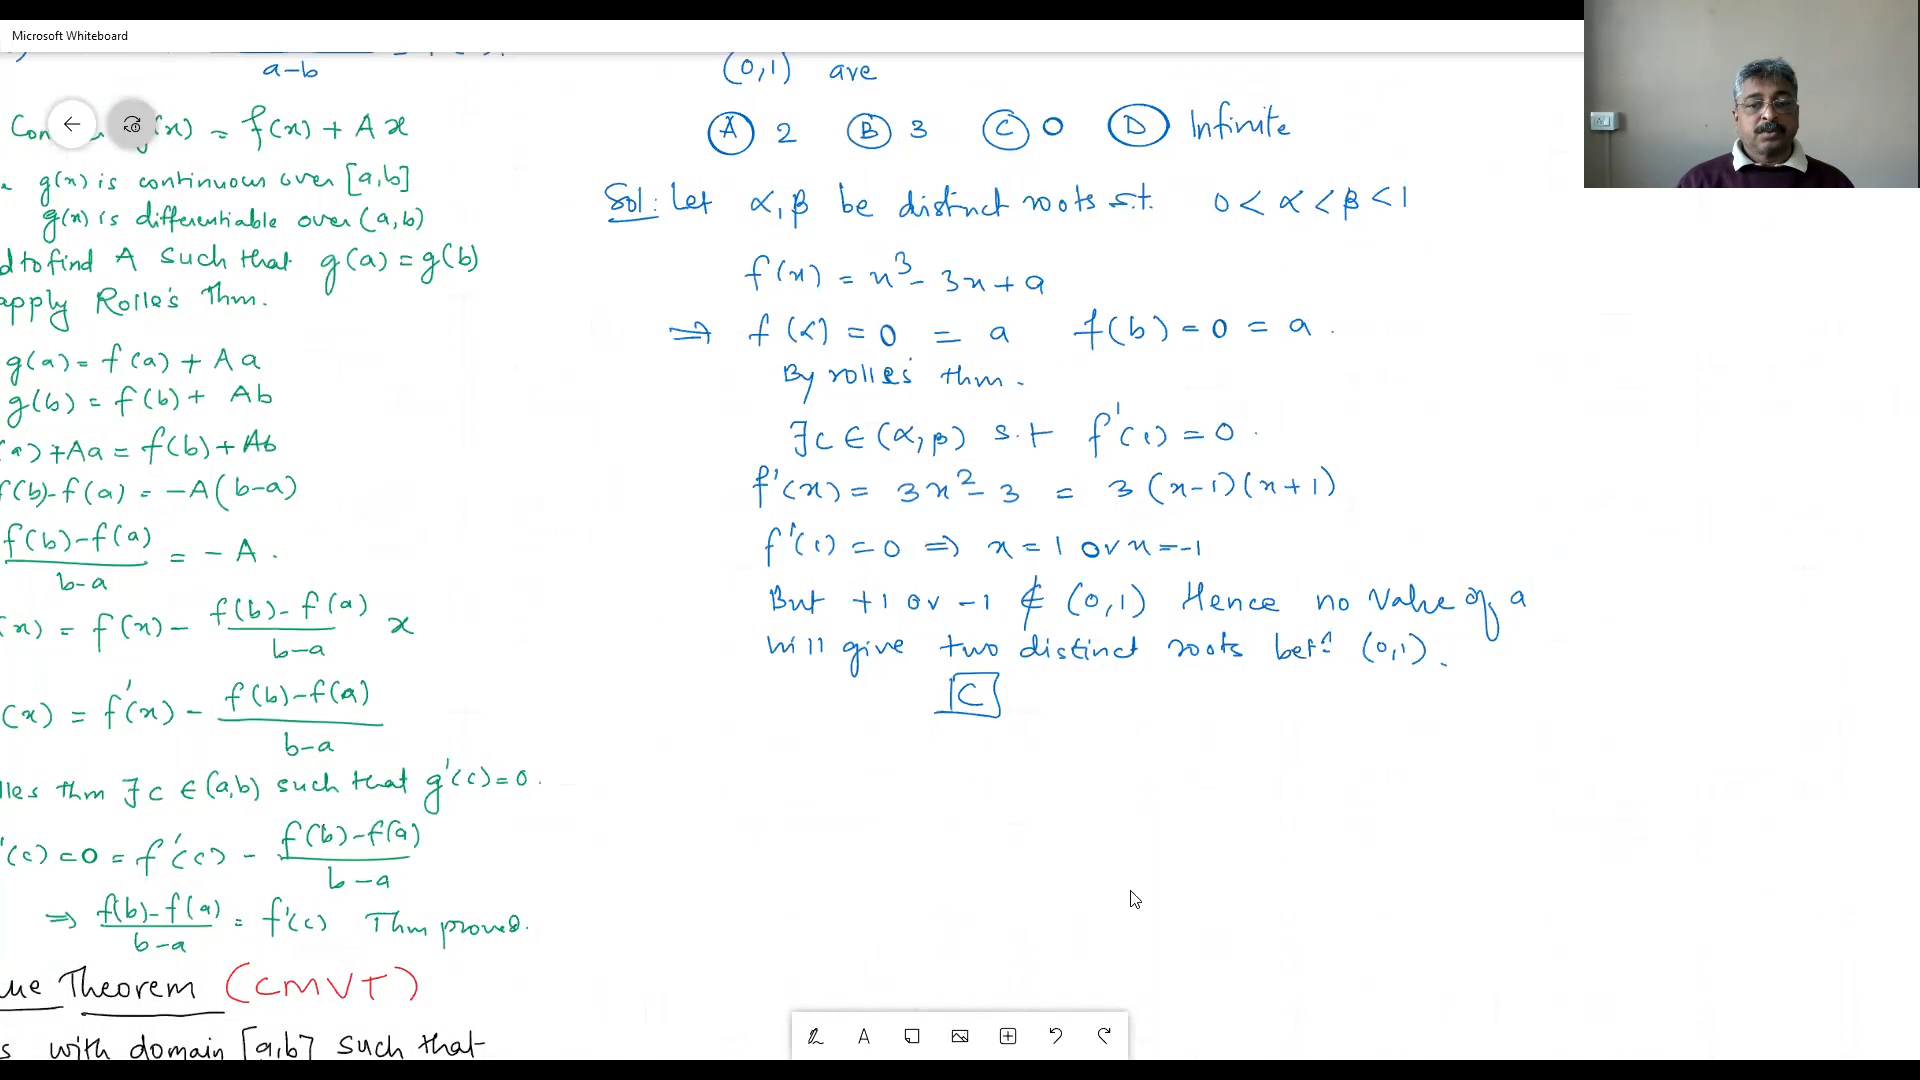 Microsoft Whiteboard
a-b
(x) = f(x) + A x
g(x) is continuous over [a,b]
g(x) is differentiable over (a,b)
d to find A such that g(a) = g(b)
apply Rolle's Thm.
g(a) = f(a) + A a
g(b) = f(b) + Ab
(a) + Aa = f(b) + Ab
f(b) - f(a) = -A(b-a)
f(b)-f(a) / b-a = -A.
(x) = f(x) - f(b)-f(a) / b-a x
(x) = f'(x) - f(b)-f(a) / b-a
lles thm ∃ c ∈ (a,b) such that g'(c)=0.
'(c) = 0 = f'(c) - f(b)-f(a) / b-a
⇒ f(b)-f(a) / b-a = f'(c) Thm proved.
ue Theorem (CMVT)
s with domain [a,b] such that
(0,1) are
A 2 B 3 C 0 D Infinite
Sol: Let α, β be distinct roots s.t. 0 < α < β < 1
f(x) = x³ - 3x + a
⇒ f(α) = 0 = a f(b) = 0 = a.
By rolles thm.
∃ c ∈ (α, β) s.t f'(c) = 0.
f'(x) = 3x² - 3 = 3(x-1)(x+1)
f'(c) = 0 ⇒ x = 1 or x = -1
But +1 or -1 ∉ (0,1) Hence no value of a
will give two distinct roots betⁿ (0,1).
C